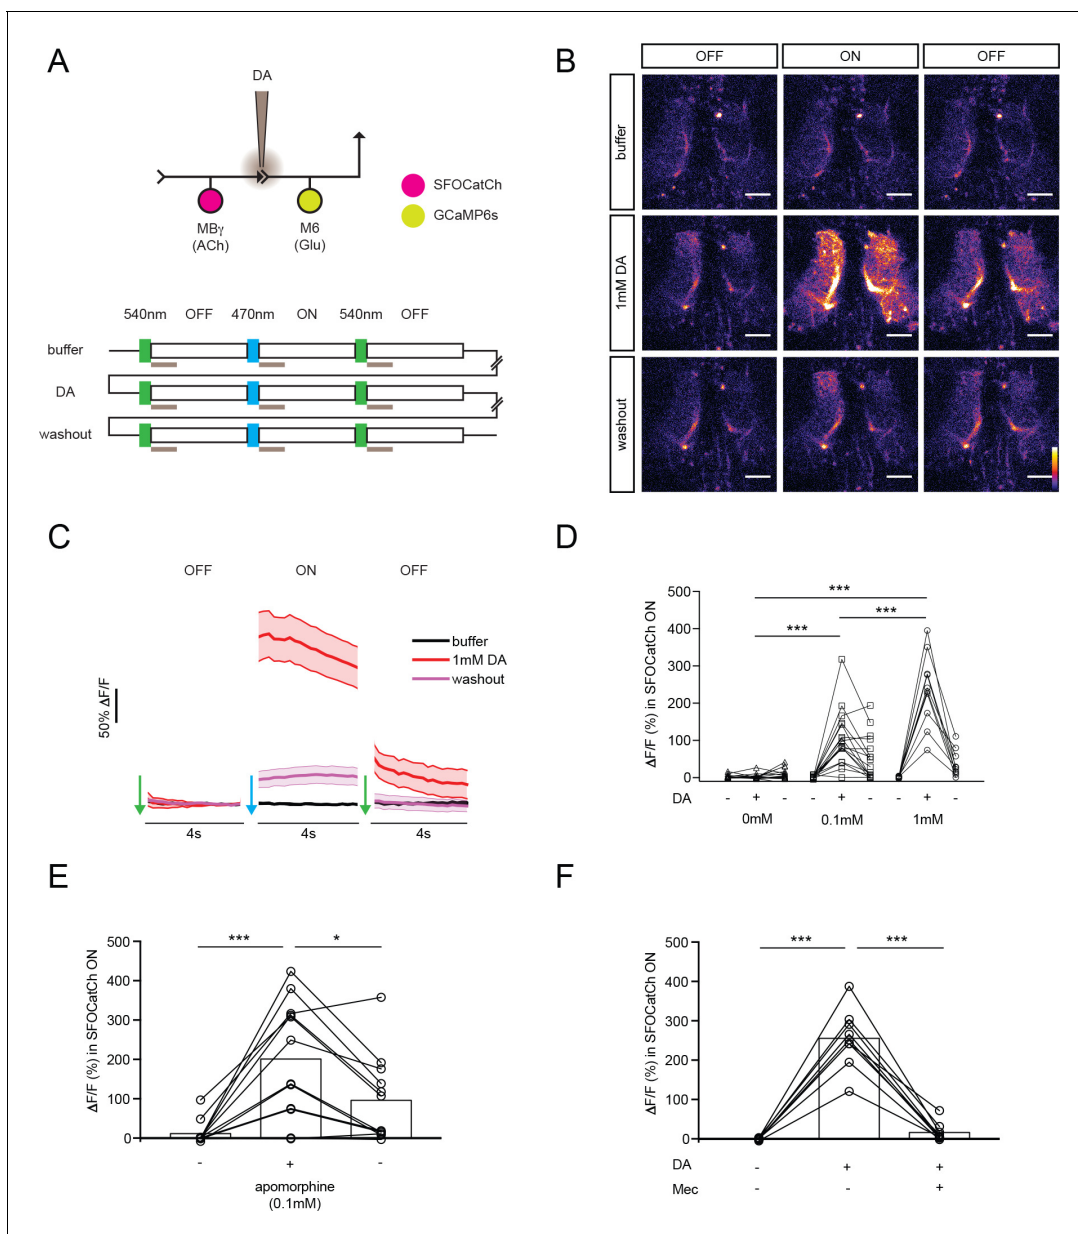 A
DA
SFOCatCh
GCaMP6s
MBγ
(ACh)
M6
(Glu)
540nm OFF 470nm ON 540nm OFF
buffer
DA
washout
B
OFF ON OFF
buffer
1mM DA
washout
C
OFF ON OFF
50% ΔF/F
buffer
1mM DA
washout
4s 4s 4s
D
ΔF/F (%) in SFOCatCh ON
500
400
300
200
100
0
***
***
***
DA - + - - + - - + -
0mM 0.1mM 1mM
E
ΔF/F (%) in SFOCatCh ON
500
400
300
200
100
0
*** *
- + -
apomorphine
(0.1mM)
F
ΔF/F (%) in SFOCatCh ON
500
400
300
200
100
0
*** ***
DA - + +
Mec - - +